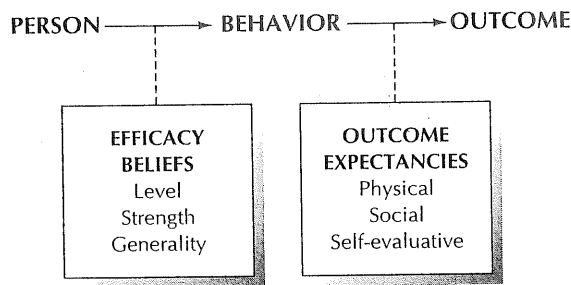 PERSON BEHAVIOR OUTCOME
EFFICACY
BELIEFS
Level
Strength
Generality
OUTCOME
EXPECTANCIES
Physical
Social
Self-evaluative